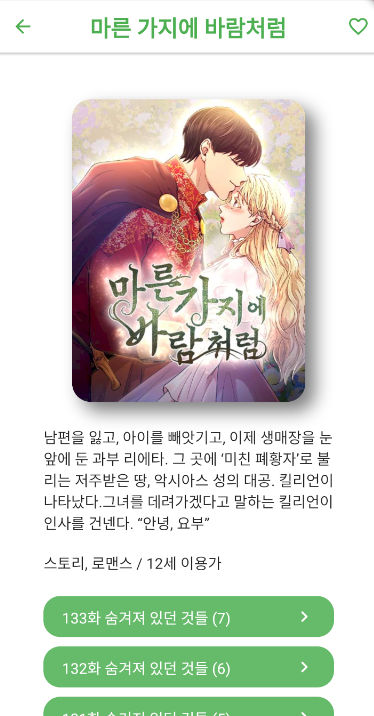 마른 가지에 바람처럼
마른 가지에
바람처럼
남편을 잃고, 아이를 빼앗기고, 이제 생매장을 눈
앞에 둔 과부 리에타. 그 곳에 ‘미친 폐황자’로 불
리는 저주받은 땅, 악시아스 성의 대공. 킬리언이
나타났다.그녀를 데려가겠다고 말하는 킬리언이
인사를 건넨다. “안녕, 요부”
스토리, 로맨스 / 12세 이용가
133화 숨겨져 있던 것들 (7)
132화 숨겨져 있던 것들 (6)